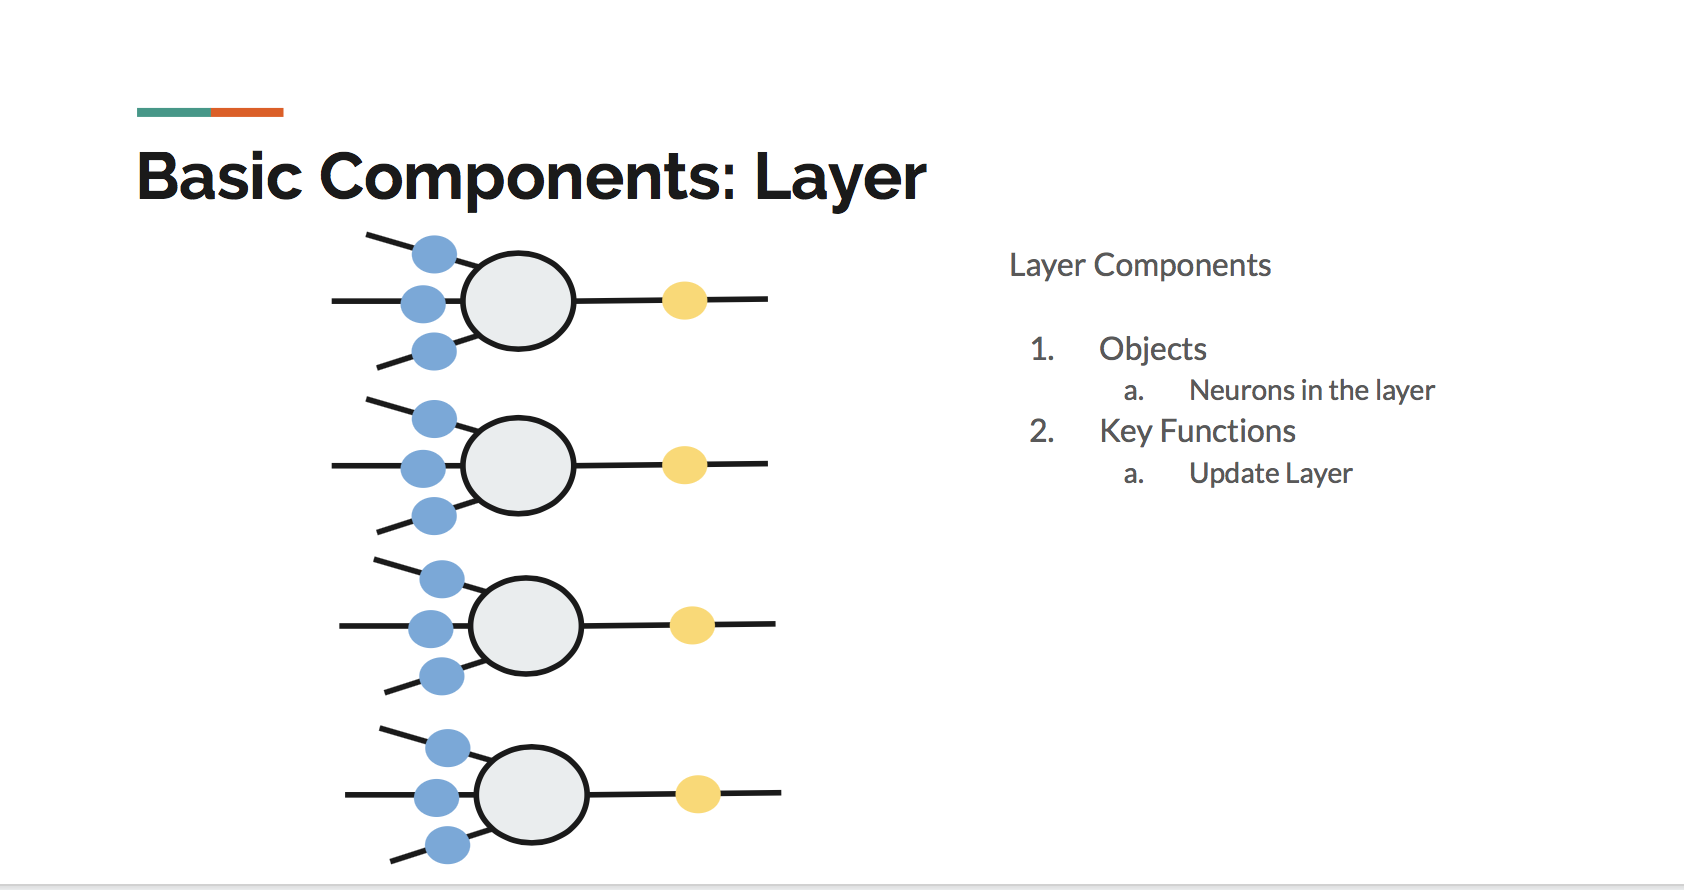 Basic Components: Layer
Layer Components
1. Objects
a. Neurons in the layer
2. Key Functions
a. Update Layer